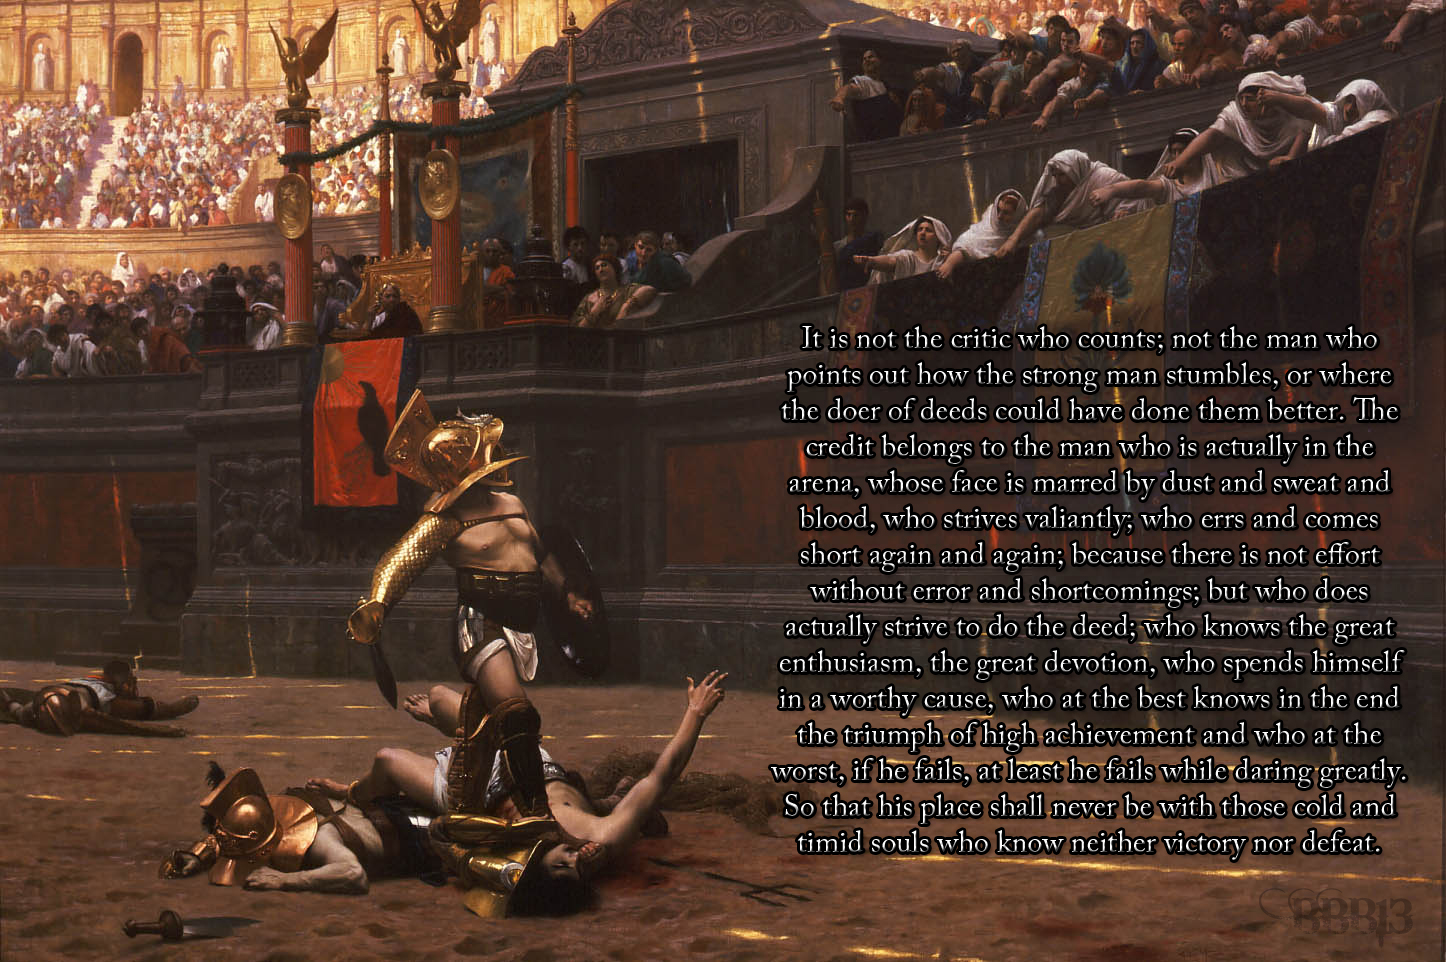 It is not the critic who counts; not the man who
points out how the strong man stumbles, or where
the doer of deeds could have done them better. The
credit belongs to the man who is actually in the
arena, whose face is marred by dust and sweat and
blood, who strives valiantly; who errs and comes
short again and again; because there is not effort
without error and shortcomings; but who does
actually strive to do the deed; who knows the great
enthusiasm, the great devotion, who spends himself
in a worthy cause, who at the best knows in the end
the triumph of high achievement and who at the
worst, if he fails, at least he fails while daring greatly.
So that his place shall never be with those cold and
timid souls who know neither victory nor defeat.
BBB13